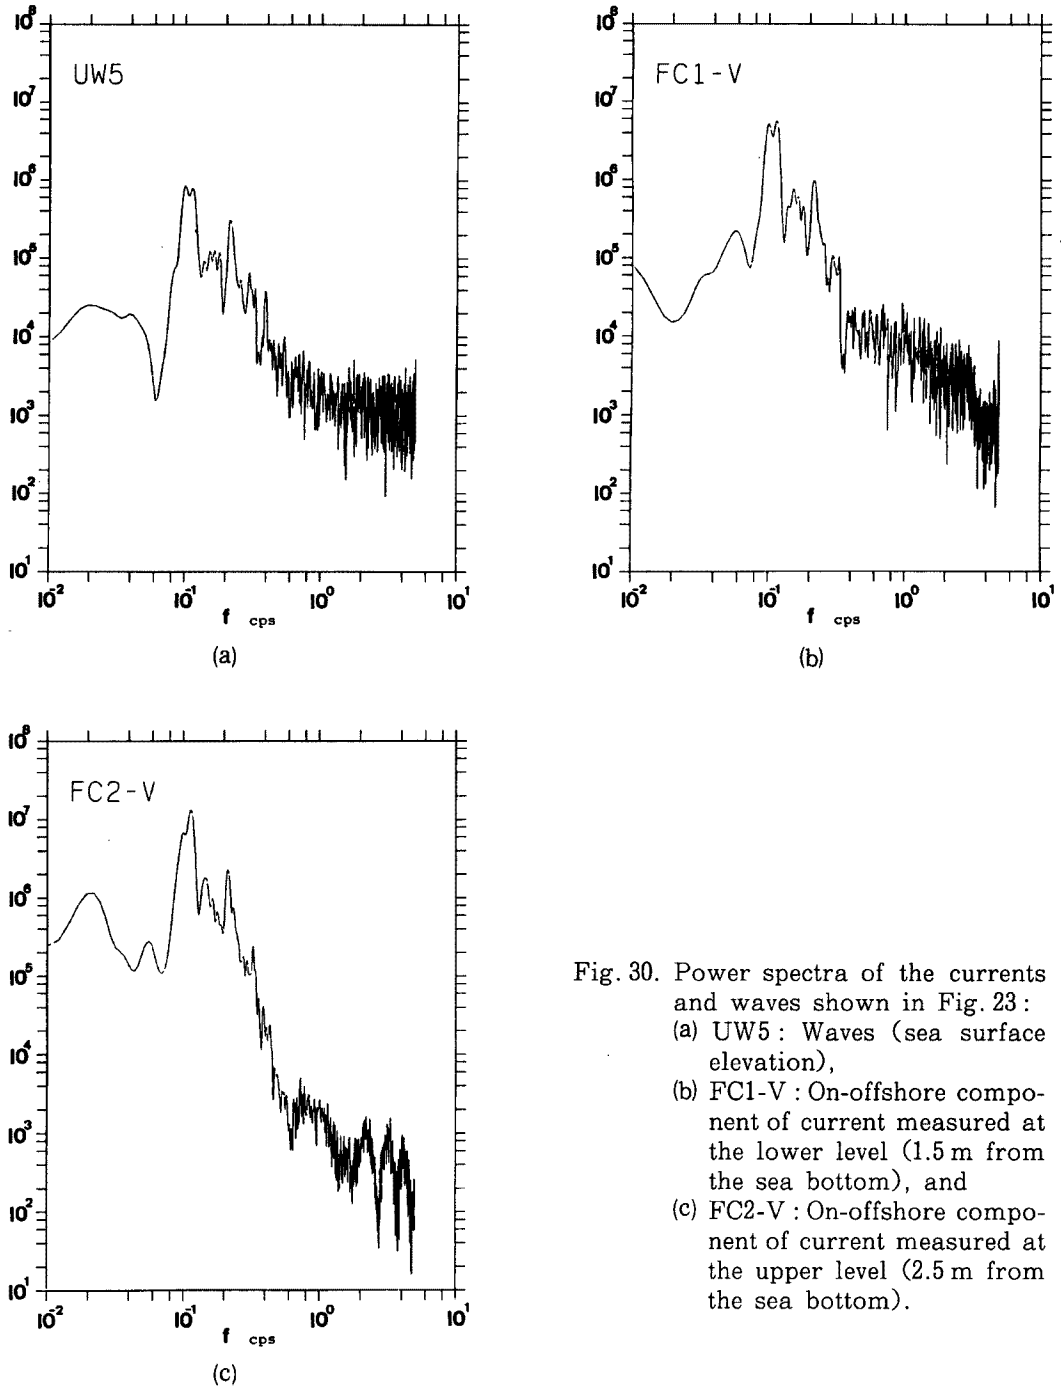 UW5
10⁸
10⁷
10⁶
10⁵
10⁴
10³
10²
10¹
10⁻² 10⁻¹ 10⁰ 10¹
f cps
(a)
FC1-V
10⁸
10⁷
10⁶
10⁵
10⁴
10³
10²
10¹
10⁻² 10⁻¹ 10⁰ 10¹
f cps
(b)
FC2-V
10⁸
10⁷
10⁶
10⁵
10⁴
10³
10²
10¹
10⁻² 10⁻¹ 10⁰ 10¹
f cps
(c)
Fig. 30. Power spectra of the currents
and waves shown in Fig. 23 :
(a) UW5 : Waves (sea surface
elevation),
(b) FC1-V : On-offshore compo-
nent of current measured at
the lower level (1.5 m from
the sea bottom), and
(c) FC2-V : On-offshore compo-
nent of current measured at
the upper level (2.5 m from
the sea bottom).